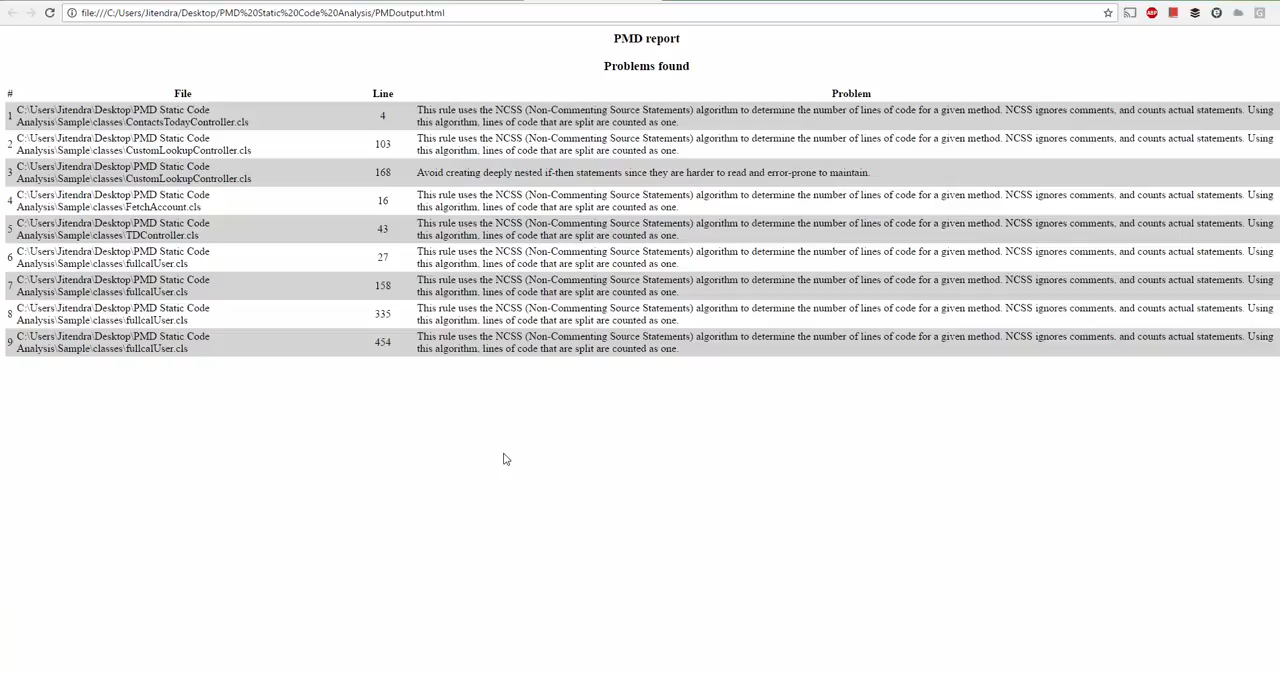 file:///C:/Users/Jitendra/Desktop/PMD%20Static%20Code%20Analysis/PMDoutput.html
PMD report
Problems found
# File Line Problem
1 C:\Users\Jitendra\Desktop\PMD Static Code Analysis\Sample\classes\ContactsTodayController.cls 4 This rule uses the NCSS (Non-Commenting Source Statements) algorithm to determine the number of lines of code for a given method. NCSS ignores comments, and counts actual statements. Using this algorithm, lines of code that are split are counted as one.
2 C:\Users\Jitendra\Desktop\PMD Static Code Analysis\Sample\classes\CustomLookupController.cls 103 This rule uses the NCSS (Non-Commenting Source Statements) algorithm to determine the number of lines of code for a given method. NCSS ignores comments, and counts actual statements. Using this algorithm, lines of code that are split are counted as one.
3 C:\Users\Jitendra\Desktop\PMD Static Code Analysis\Sample\classes\CustomLookupController.cls 168 Avoid creating deeply nested if-then statements since they are harder to read and error-prone to maintain.
4 C:\Users\Jitendra\Desktop\PMD Static Code Analysis\Sample\classes\FetchAccount.cls 16 This rule uses the NCSS (Non-Commenting Source Statements) algorithm to determine the number of lines of code for a given method. NCSS ignores comments, and counts actual statements. Using this algorithm, lines of code that are split are counted as one.
5 C:\Users\Jitendra\Desktop\PMD Static Code Analysis\Sample\classes\TDController.cls 43 This rule uses the NCSS (Non-Commenting Source Statements) algorithm to determine the number of lines of code for a given method. NCSS ignores comments, and counts actual statements. Using this algorithm, lines of code that are split are counted as one.
6 C:\Users\Jitendra\Desktop\PMD Static Code Analysis\Sample\classes\fullcalUser.cls 27 This rule uses the NCSS (Non-Commenting Source Statements) algorithm to determine the number of lines of code for a given method. NCSS ignores comments, and counts actual statements. Using this algorithm, lines of code that are split are counted as one.
7 C:\Users\Jitendra\Desktop\PMD Static Code Analysis\Sample\classes\fullcalUser.cls 158 This rule uses the NCSS (Non-Commenting Source Statements) algorithm to determine the number of lines of code for a given method. NCSS ignores comments, and counts actual statements. Using this algorithm, lines of code that are split are counted as one.
8 C:\Users\Jitendra\Desktop\PMD Static Code Analysis\Sample\classes\fullcalUser.cls 335 This rule uses the NCSS (Non-Commenting Source Statements) algorithm to determine the number of lines of code for a given method. NCSS ignores comments, and counts actual statements. Using this algorithm, lines of code that are split are counted as one.
9 C:\Users\Jitendra\Desktop\PMD Static Code Analysis\Sample\classes\fullcalUser.cls 454 This rule uses the NCSS (Non-Commenting Source Statements) algorithm to determine the number of lines of code for a given method. NCSS ignores comments, and counts actual statements. Using this algorithm, lines of code that are split are counted as one.